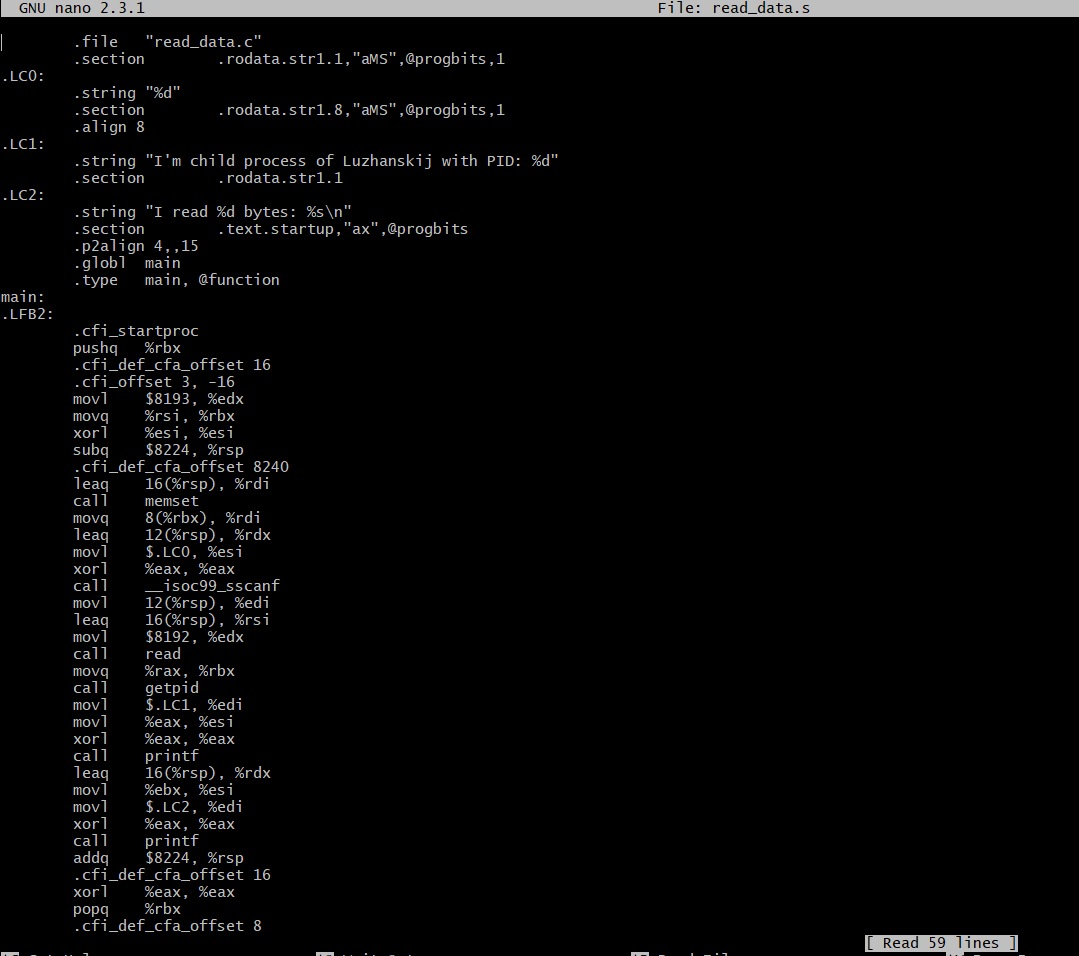 GNU nano 2.3.1 File: read_data.s
.file "read_data.c"
.section .rodata.str1.1,"aMS",@progbits,1
.LC0:
.string "%d"
.section .rodata.str1.8,"aMS",@progbits,1
.align 8
.LC1:
.string "I'm child process of Luzhanskij with PID: %d"
.section .rodata.str1.1
.LC2:
.string "I read %d bytes: %s\n"
.section .text.startup,"ax",@progbits
.p2align 4,,15
.globl main
.type main, @function
main:
.LFB2:
.cfi_startproc
pushq %rbx
.cfi_def_cfa_offset 16
.cfi_offset 3, -16
movl $8193, %edx
movq %rsi, %rbx
xorl %esi, %esi
subq $8224, %rsp
.cfi_def_cfa_offset 8240
leaq 16(%rsp), %rdi
call memset
movq 8(%rbx), %rdi
leaq 12(%rsp), %rdx
movl $.LC0, %esi
xorl %eax, %eax
call __isoc99_sscanf
movl 12(%rsp), %edi
leaq 16(%rsp), %rsi
movl $8192, %edx
call read
movq %rax, %rbx
call getpid
movl $.LC1, %edi
movl %eax, %esi
xorl %eax, %eax
call printf
leaq 16(%rsp), %rdx
movl %ebx, %esi
movl $.LC2, %edi
xorl %eax, %eax
call printf
addq $8224, %rsp
.cfi_def_cfa_offset 16
xorl %eax, %eax
popq %rbx
.cfi_def_cfa_offset 8
[ Read 59 lines ]